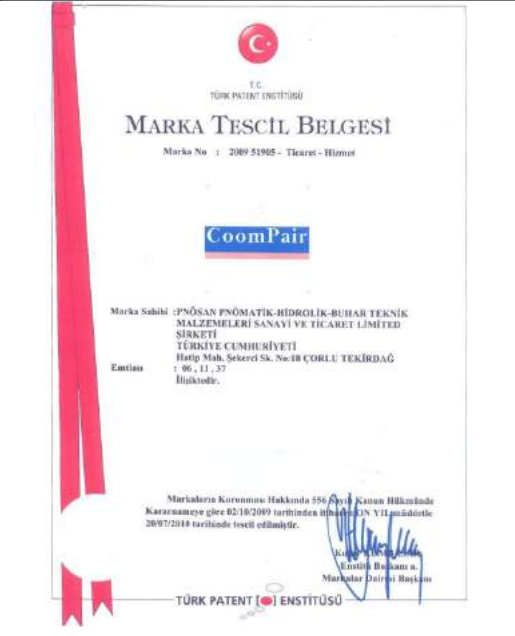 T.C.
TÜRK PATENT ENSTİTÜSÜ
MARKA TESCİL BELGESİ
Marka No : 2009 51905 - Ticaret - Hizmet
CoomPair
Marka Sahibi :PNÖSAN PNÖMATİK-HİDROLİK-BUHAR TEKNİK
MALZEMELERİ SANAYİ VE TİCARET LİMİTED
ŞİRKETİ
TÜRKİYE CUMHURİYETİ
Hatip Mah. Şekerci Sk. No:18 ÇORLU TEKİRDAĞ
Emtiası : 06 , 11 , 37
İlişiktedir.
Markaların Korunması Hakkında 556 Sayılı Kanun Hükmünde
Kararnameye göre 02/10/2009 tarihinden itibaren ON YIL müddetle
20/07/2010 tarihinde tescil edilmiştir.
Enstitü Başkanı a.
Markalar Dairesi Başkanı
TÜRK PATENT ENSTİTÜSÜ